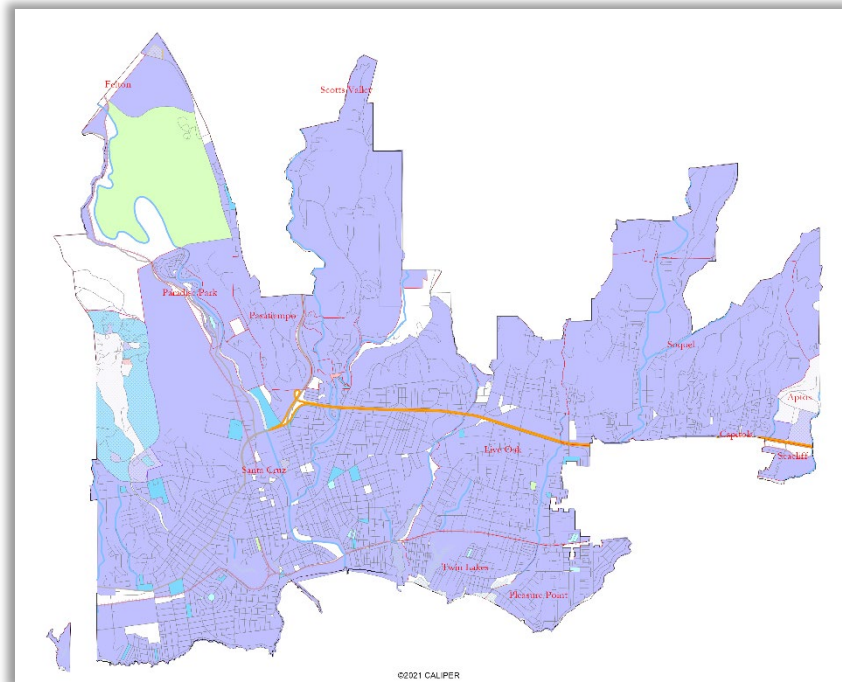 Felton
Scotts Valley
Paradise Park
Pasatiempo
Soquel
Aptos
Capitola
Seacliff
Live Oak
Santa Cruz
Twin Lakes
Pleasure Point
©2021 CALIPER